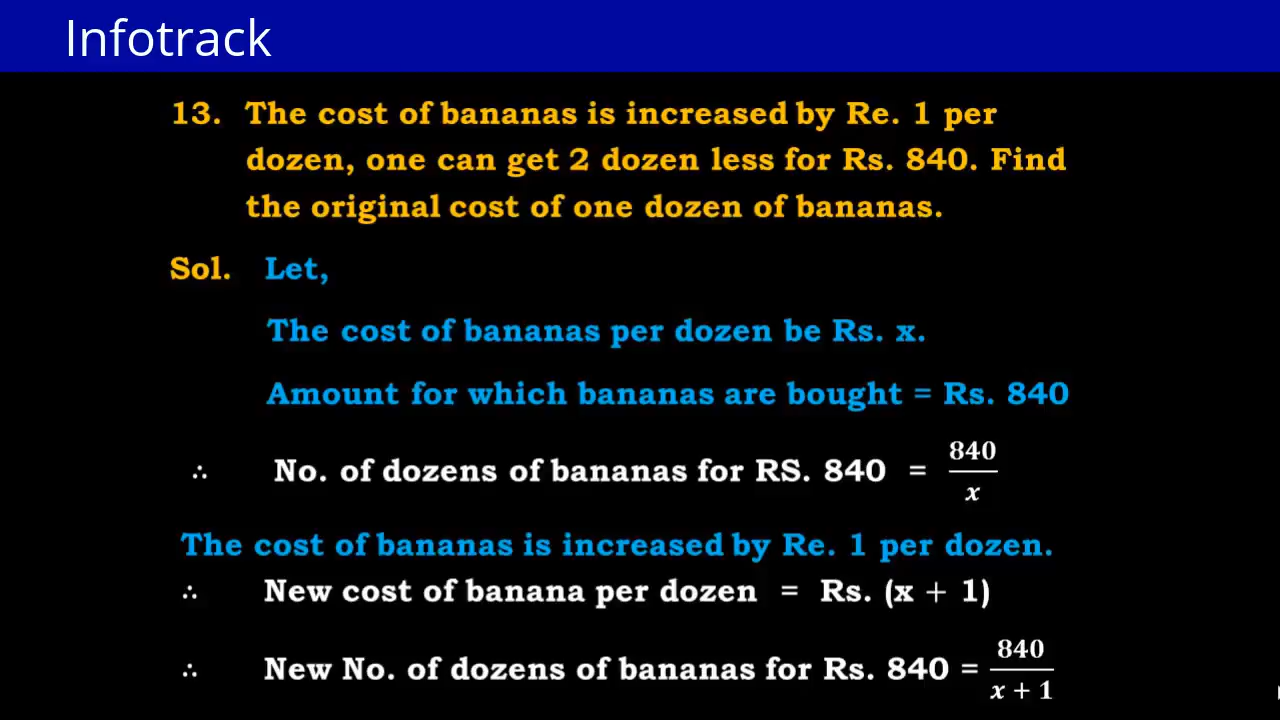 Infotrack
13. The cost of bananas is increased by Re. 1 per
dozen, one can get 2 dozen less for Rs. 840. Find
the original cost of one dozen of bananas.
Sol. Let,
The cost of bananas per dozen be Rs. x.
Amount for which bananas are bought = Rs. 840
∴ No. of dozens of bananas for RS. 840 = 840/x
The cost of bananas is increased by Re. 1 per dozen.
∴ New cost of banana per dozen = Rs. (x + 1)
∴ New No. of dozens of bananas for Rs. 840 = 840/(x + 1)